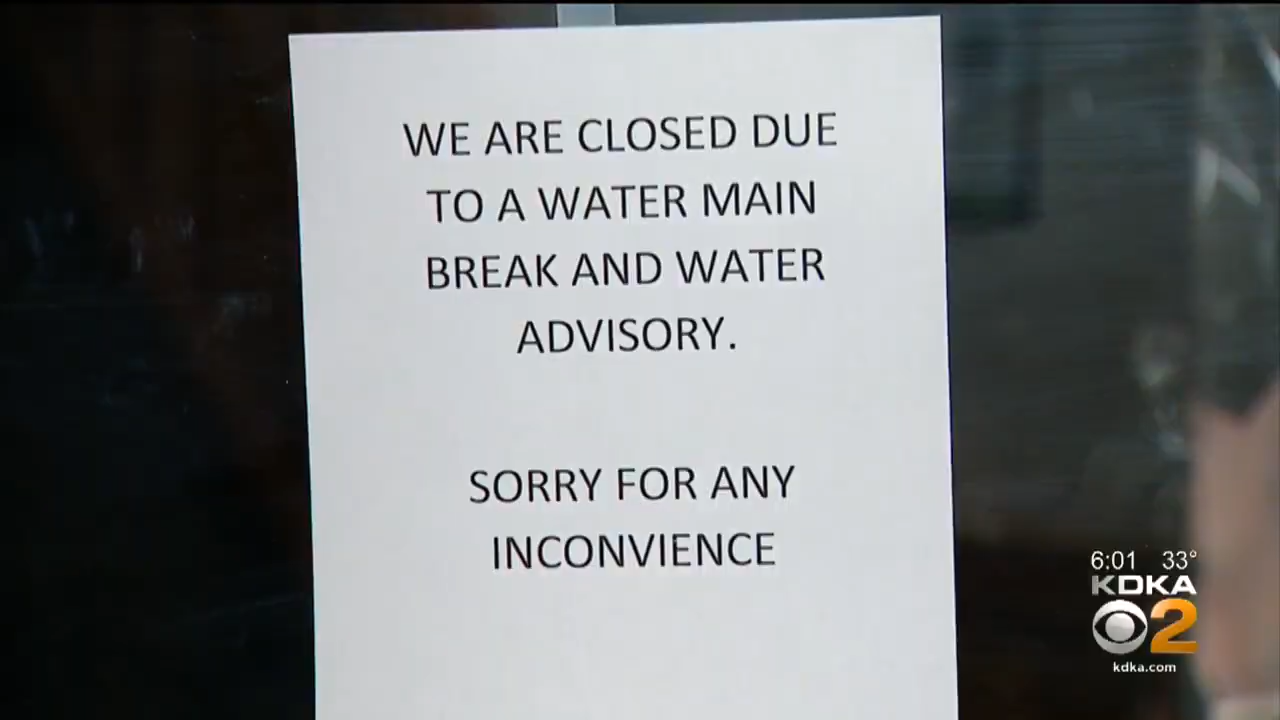 WE ARE CLOSED DUE
TO A WATER MAIN
BREAK AND WATER
ADVISORY.
SORRY FOR ANY
INCONVIENCE
6:01 33°
KDKA
2
kdka.com